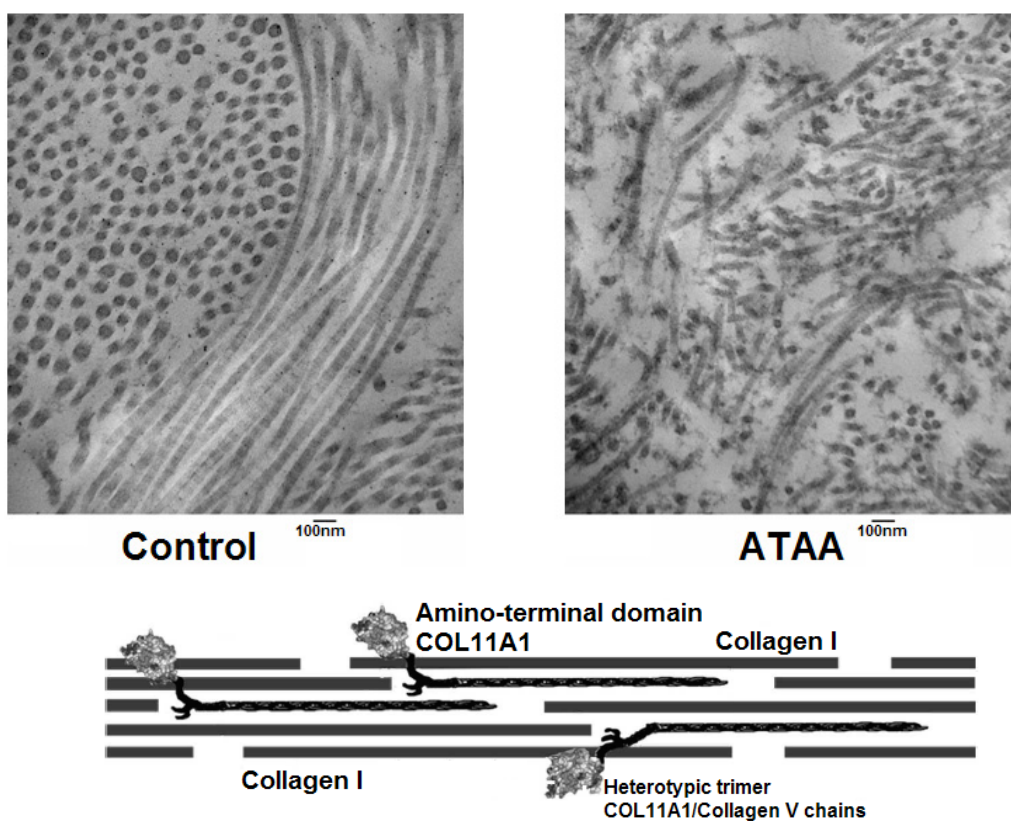 100nm
Control
100nm
ATAA
Amino-terminal domain
COL11A1
Collagen I
Collagen I
Heterotypic trimer
COL11A1/Collagen V chains